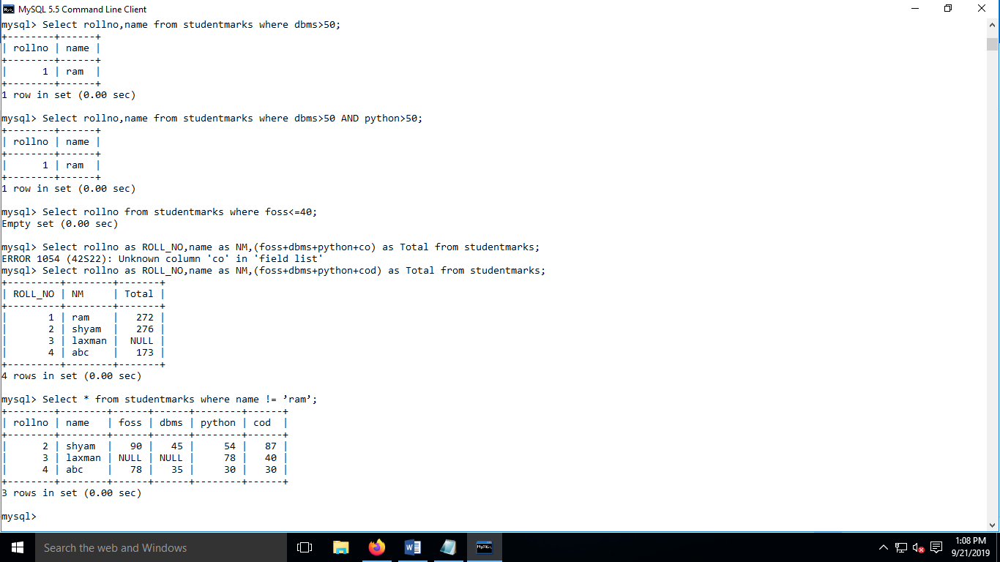 MySQL 5.5 Command Line Client
mysql> Select rollno,name from studentmarks where dbms>50;
+--------+------+
| rollno | name |
+--------+------+
|      1 | ram  |
+--------+------+
1 row in set (0.00 sec)
mysql> Select rollno,name from studentmarks where dbms>50 AND python>50;
+--------+------+
| rollno | name |
+--------+------+
|      1 | ram  |
+--------+------+
1 row in set (0.00 sec)
mysql> Select rollno from studentmarks where foss<=40;
Empty set (0.00 sec)
mysql> Select rollno as ROLL_NO,name as NM,(foss+dbms+python+co) as Total from studentmarks;
ERROR 1054 (42S22): Unknown column 'co' in 'field list'
mysql> Select rollno as ROLL_NO,name as NM,(foss+dbms+python+cod) as Total from studentmarks;
+---------+--------+-------+
| ROLL_NO | NM     | Total |
+---------+--------+-------+
|       1 | ram    |   272 |
|       2 | shyam  |   276 |
|       3 | laxman |  NULL |
|       4 | abc    |   173 |
+---------+--------+-------+
4 rows in set (0.00 sec)
mysql> Select * from studentmarks where name != ’ram’;
+--------+--------+------+------+--------+------+
| rollno | name   | foss | dbms | python | cod  |
+--------+--------+------+------+--------+------+
|      2 | shyam  |   90 |   45 |     54 |   87 |
|      3 | laxman | NULL | NULL |     78 |   40 |
|      4 | abc    |   78 |   35 |     30 |   30 |
+--------+--------+------+------+--------+------+
3 rows in set (0.00 sec)
mysql>
Search the web and Windows
1:08 PM
9/21/2019